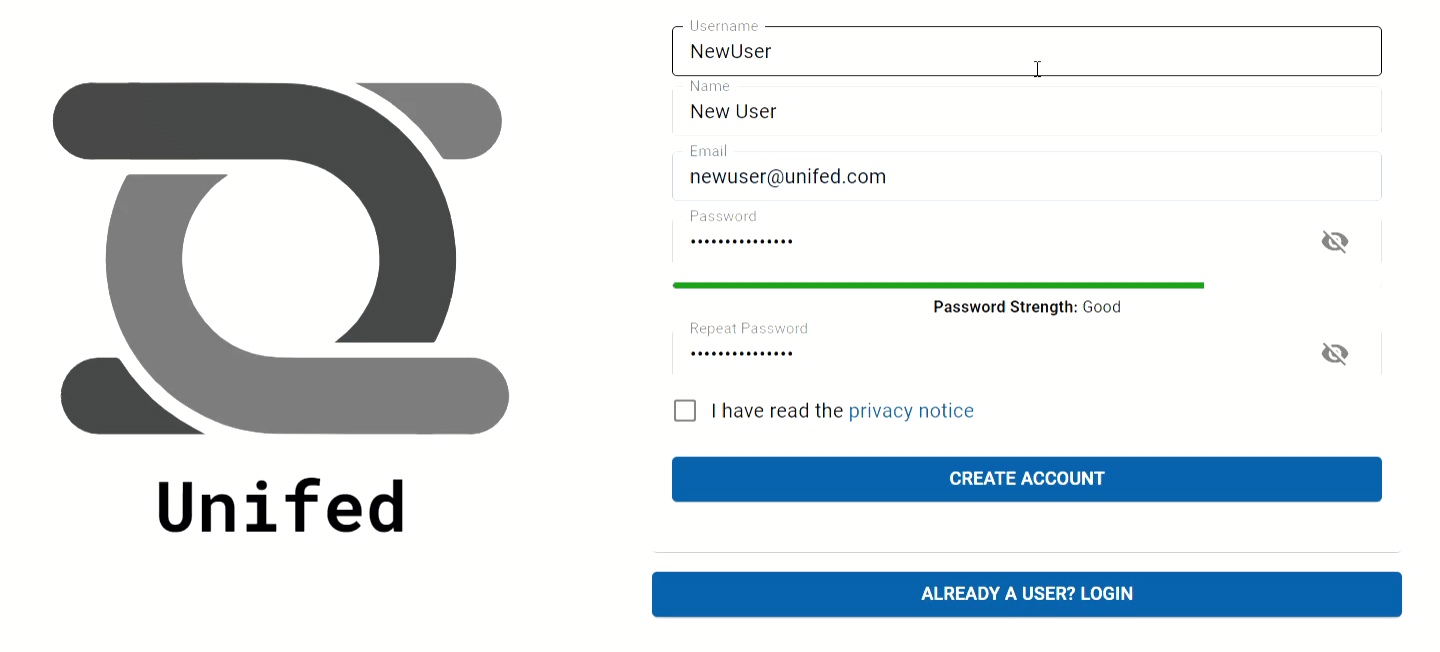 Username
NewUser
Name
New User
Email
newuser@unifed.com
Password
•••••••••••••••
Password Strength: Good
Repeat Password
•••••••••••••••
I have read the privacy notice
CREATE ACCOUNT
ALREADY A USER? LOGIN
Unifed